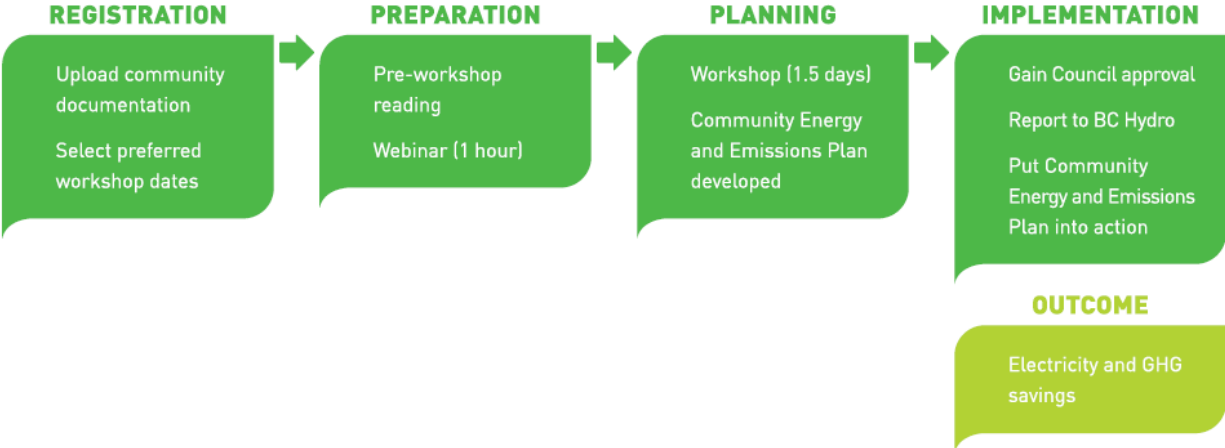 REGISTRATION
Upload community
documentation
Select preferred
workshop dates
PREPARATION
Pre-workshop
reading
Webinar (1 hour)
PLANNING
Workshop (1.5 days)
Community Energy
and Emissions Plan
developed
IMPLEMENTATION
Gain Council approval
Report to BC Hydro
Put Community
Energy and Emissions
Plan into action
OUTCOME
Electricity and GHG
savings